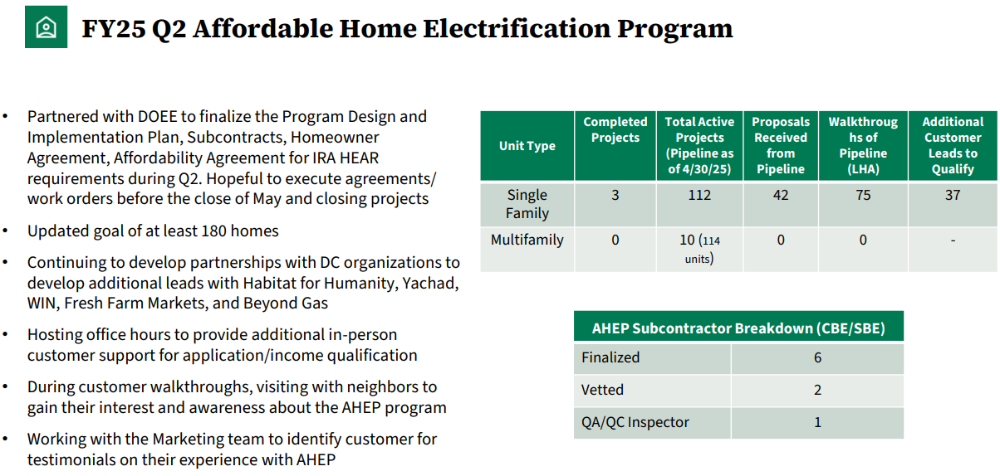 FY25 Q2 Affordable Home Electrification Program
• Partnered with DOEE to finalize the Program Design and
Implementation Plan, Subcontracts, Homeowner
Agreement, Affordability Agreement for IRA HEAR
requirements during Q2. Hopeful to execute agreements/
work orders before the close of May and closing projects
• Updated goal of at least 180 homes
• Continuing to develop partnerships with DC organizations to
develop additional leads with Habitat for Humanity, Yachad,
WIN, Fresh Farm Markets, and Beyond Gas
• Hosting office hours to provide additional in-person
customer support for application/income qualification
• During customer walkthroughs, visiting with neighbors to
gain their interest and awareness about the AHEP program
• Working with the Marketing team to identify customer for
testimonials on their experience with AHEP
Unit Type
Completed
Projects
Total Active
Projects
(Pipeline as
of 4/30/25)
Proposals
Received
from
Pipeline
Walkthroug
hs of
Pipeline
(LHA)
Additional
Customer
Leads to
Qualify
Single
Family
3
112
42
75
37
Multifamily
0
10 (114
units)
0
0
-
AHEP Subcontractor Breakdown (CBE/SBE)
Finalized 6
Vetted 2
QA/QC Inspector 1